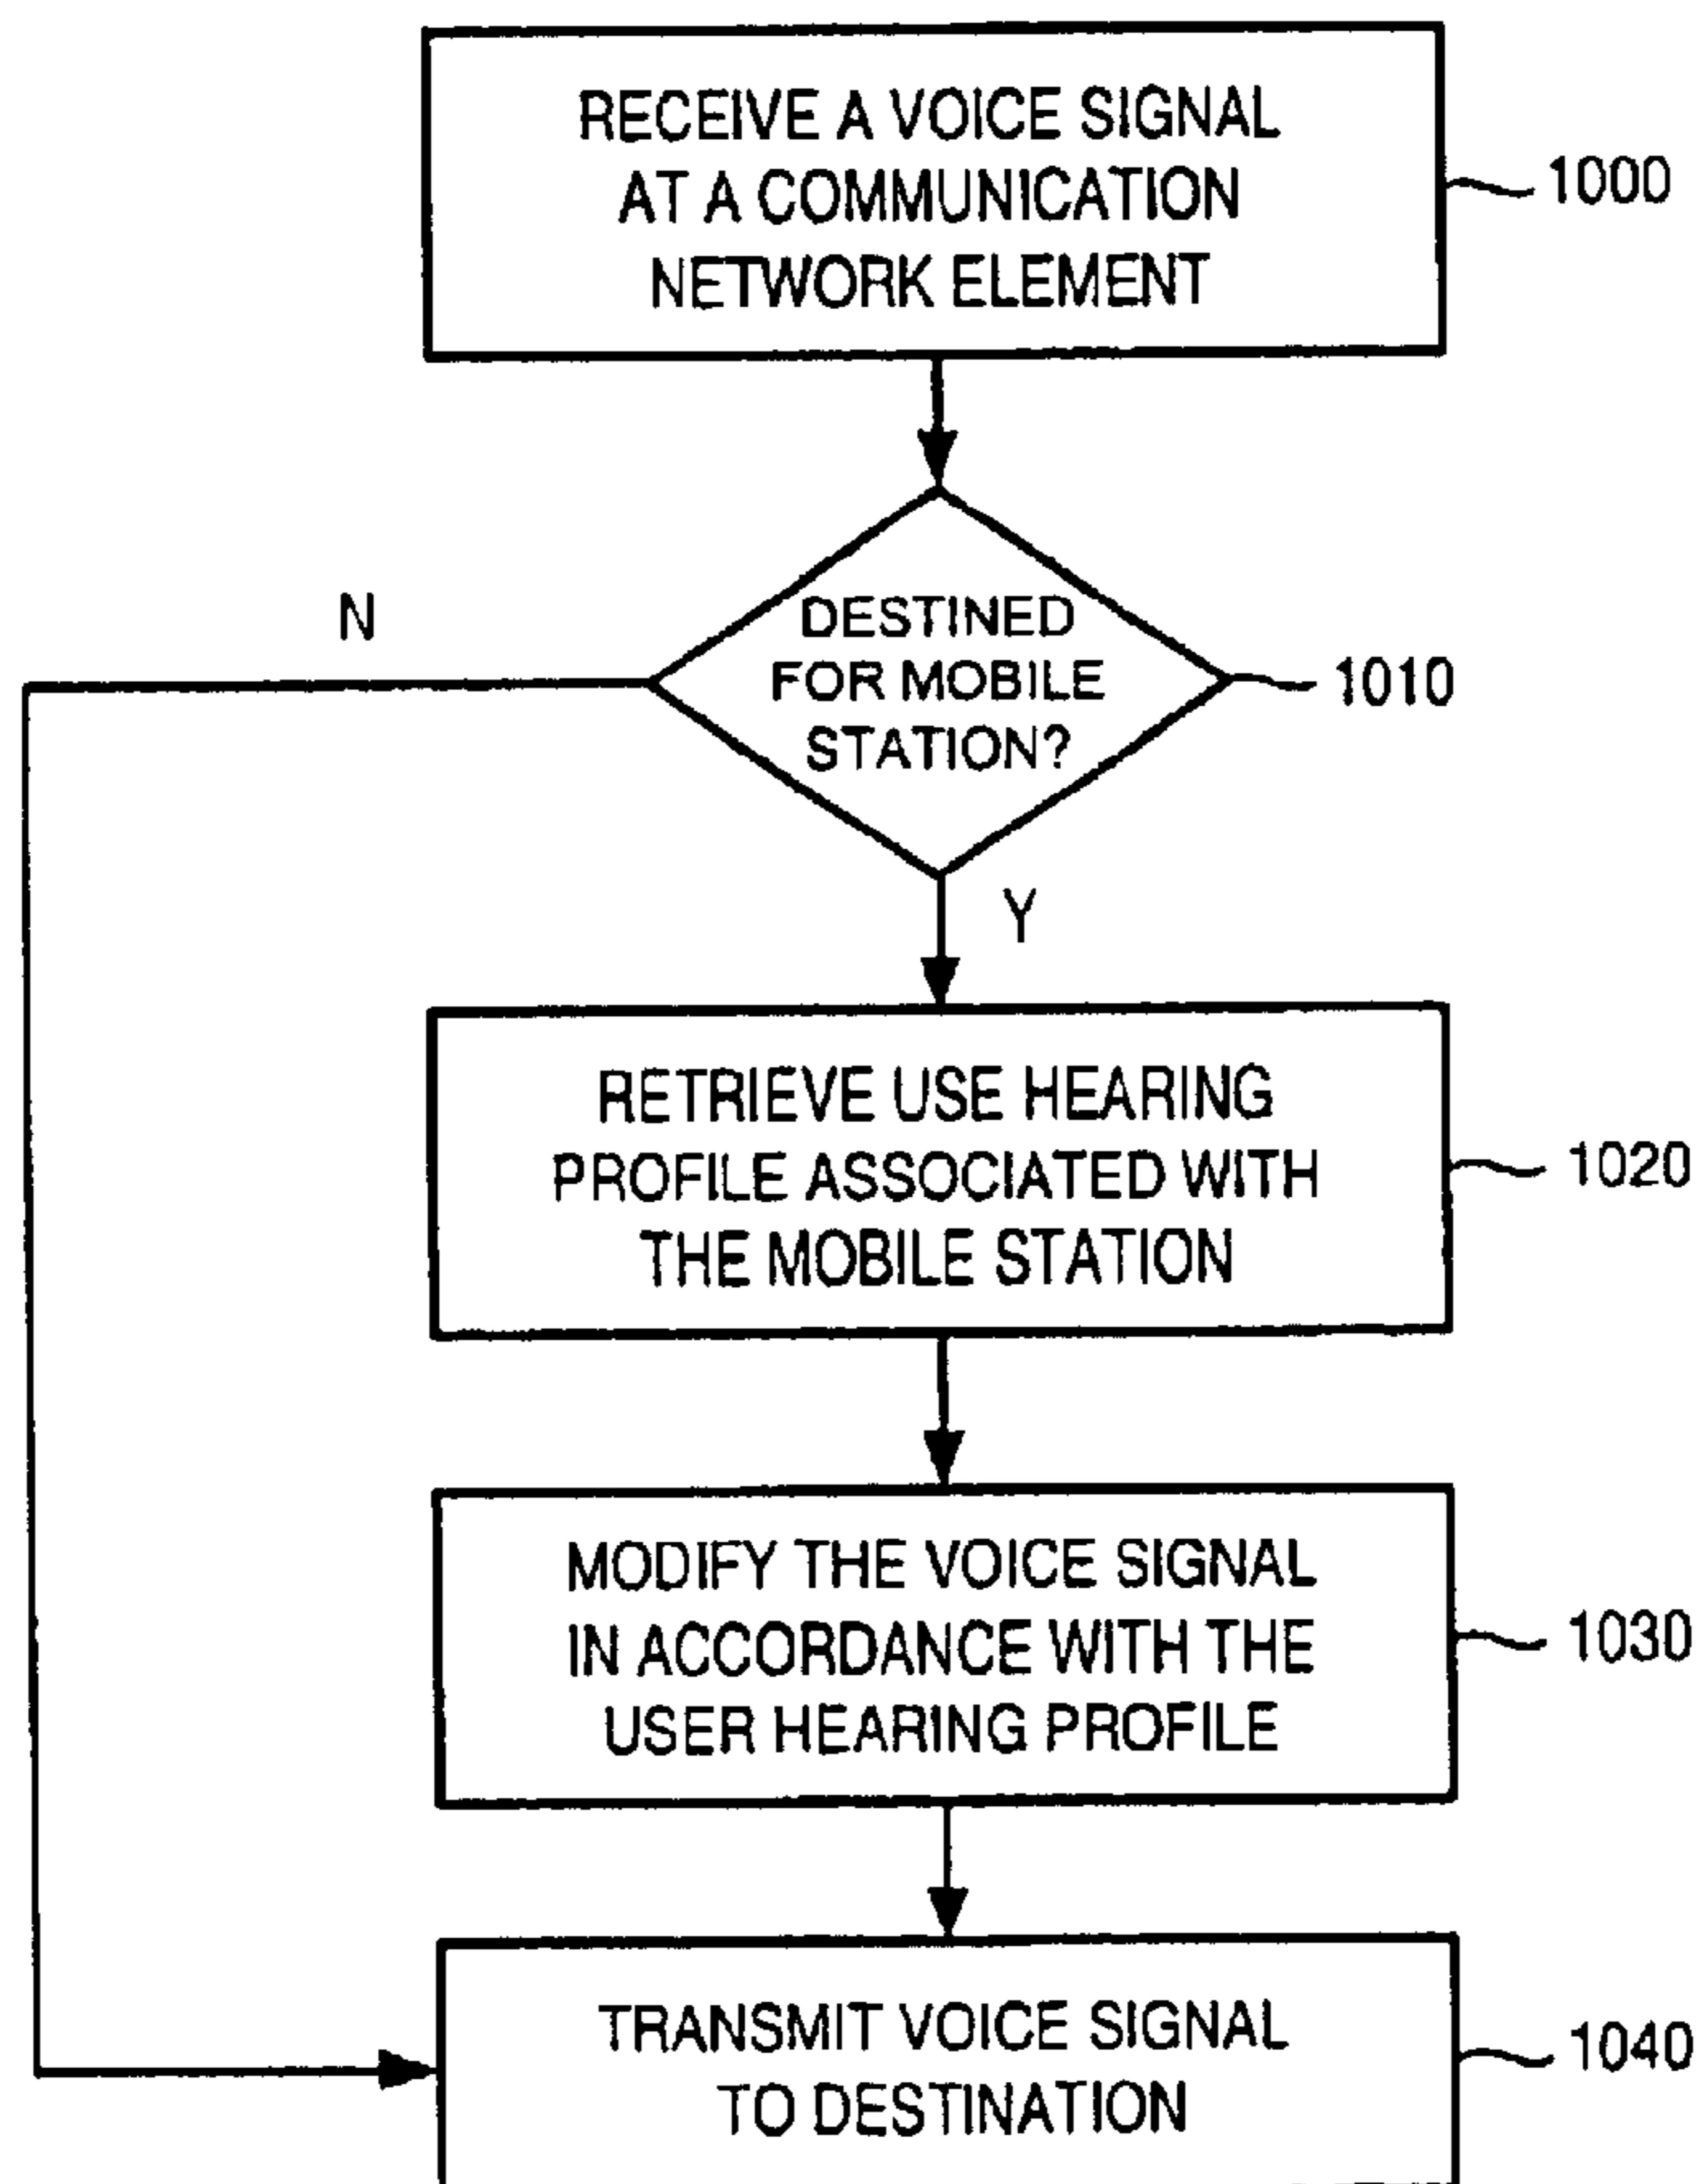 RECEIVE A VOICE SIGNAL
AT A COMMUNICATION
NETWORK ELEMENT
1000
DESTINED
FOR MOBILE
STATION?
1010
N
Y
RETRIEVE USE HEARING
PROFILE ASSOCIATED WITH
THE MOBILE STATION
1020
MODIFY THE VOICE SIGNAL
IN ACCORDANCE WITH THE
USER HEARING PROFILE
1030
TRANSMIT VOICE SIGNAL
TO DESTINATION
1040